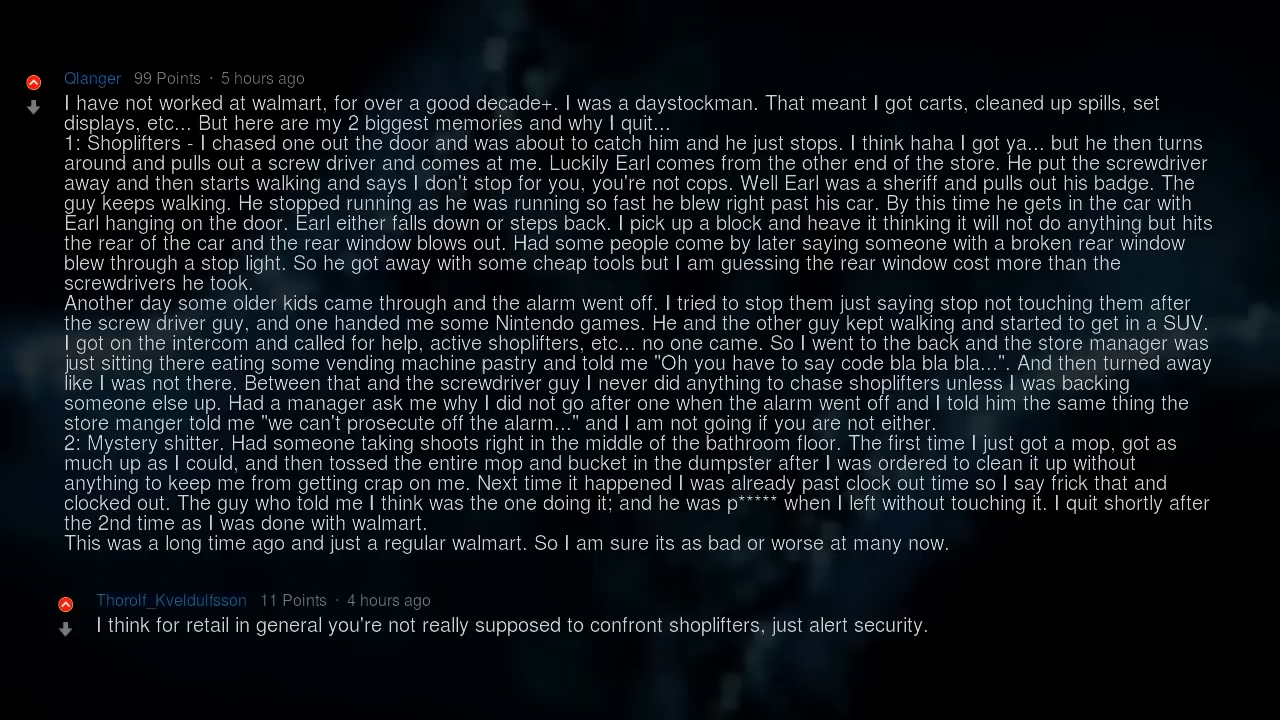 Qlanger 99 Points · 5 hours ago
I have not worked at walmart, for over a good decade+. I was a daystockman. That meant I got carts, cleaned up spills, set
displays, etc... But here are my 2 biggest memories and why I quit...
1: Shoplifters - I chased one out the door and was about to catch him and he just stops. I think haha I got ya... but he then turns
around and pulls out a screw driver and comes at me. Luckily Earl comes from the other end of the store. He put the screwdriver
away and then starts walking and says I don't stop for you, you're not cops. Well Earl was a sheriff and pulls out his badge. The
guy keeps walking. He stopped running as he was running so fast he blew right past his car. By this time he gets in the car with
Earl hanging on the door. Earl either falls down or steps back. I pick up a block and heave it thinking it will not do anything but hits
the rear of the car and the rear window blows out. Had some people come by later saying someone with a broken rear window
blew through a stop light. So he got away with some cheap tools but I am guessing the rear window cost more than the
screwdrivers he took.
Another day some older kids came through and the alarm went off. I tried to stop them just saying stop not touching them after
the screw driver guy, and one handed me some Nintendo games. He and the other guy kept walking and started to get in a SUV.
I got on the intercom and called for help, active shoplifters, etc... no one came. So I went to the back and the store manager was
just sitting there eating some vending machine pastry and told me "Oh you have to say code bla bla bla...". And then turned away
like I was not there. Between that and the screwdriver guy I never did anything to chase shoplifters unless I was backing
someone else up. Had a manager ask me why I did not go after one when the alarm went off and I told him the same thing the
store manger told me "we can't prosecute off the alarm..." and I am not going if you are not either.
2: Mystery shitter. Had someone taking shoots right in the middle of the bathroom floor. The first time I just got a mop, got as
much up as I could, and then tossed the entire mop and bucket in the dumpster after I was ordered to clean it up without
anything to keep me from getting crap on me. Next time it happened I was already past clock out time so I say frick that and
clocked out. The guy who told me I think was the one doing it; and he was p***** when I left without touching it. I quit shortly after
the 2nd time as I was done with walmart.
This was a long time ago and just a regular walmart. So I am sure its as bad or worse at many now.
Thorolf_Kveldulfsson 11 Points · 4 hours ago
I think for retail in general you're not really supposed to confront shoplifters, just alert security.